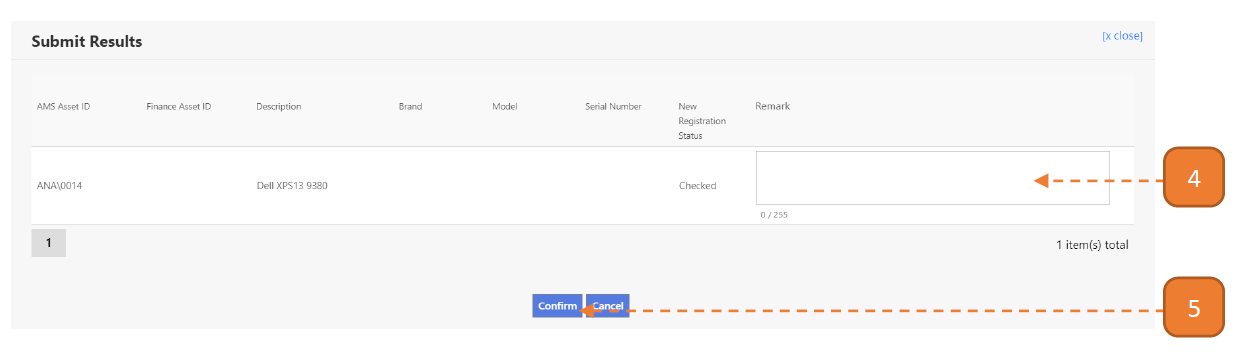 Submit Results
[x close]
AMS Asset ID
Finance Asset ID
Description
Brand
Model
Serial Number
New
Registration
Status
Remark
ANA\0014
Dell XPS13 9380
Checked
0 / 255
4
1
1 item(s) total
Confirm
Cancel
5